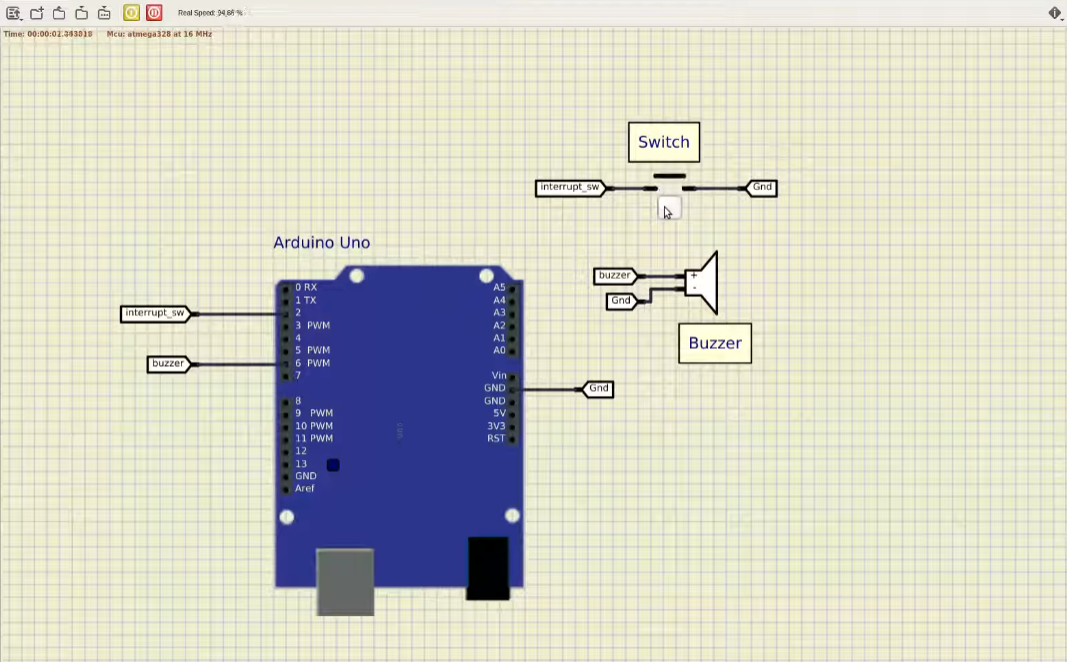 Real Speed: 94,66 %
Time: 00:00:02.383818 Mcu: atmega328 at 16 MHz
Switch
interrupt_sw
Gnd
Arduino Uno
buzzer
Gnd
Buzzer
interrupt_sw
buzzer
Gnd
0 RX
1 TX
2
3 PWM
4
5 PWM
6 PWM
7
8
9 PWM
10 PWM
11 PWM
12
13
GND
Aref
A5
A4
A3
A2
A1
A0
Vin
GND
GND
5V
3V3
RST
+
-